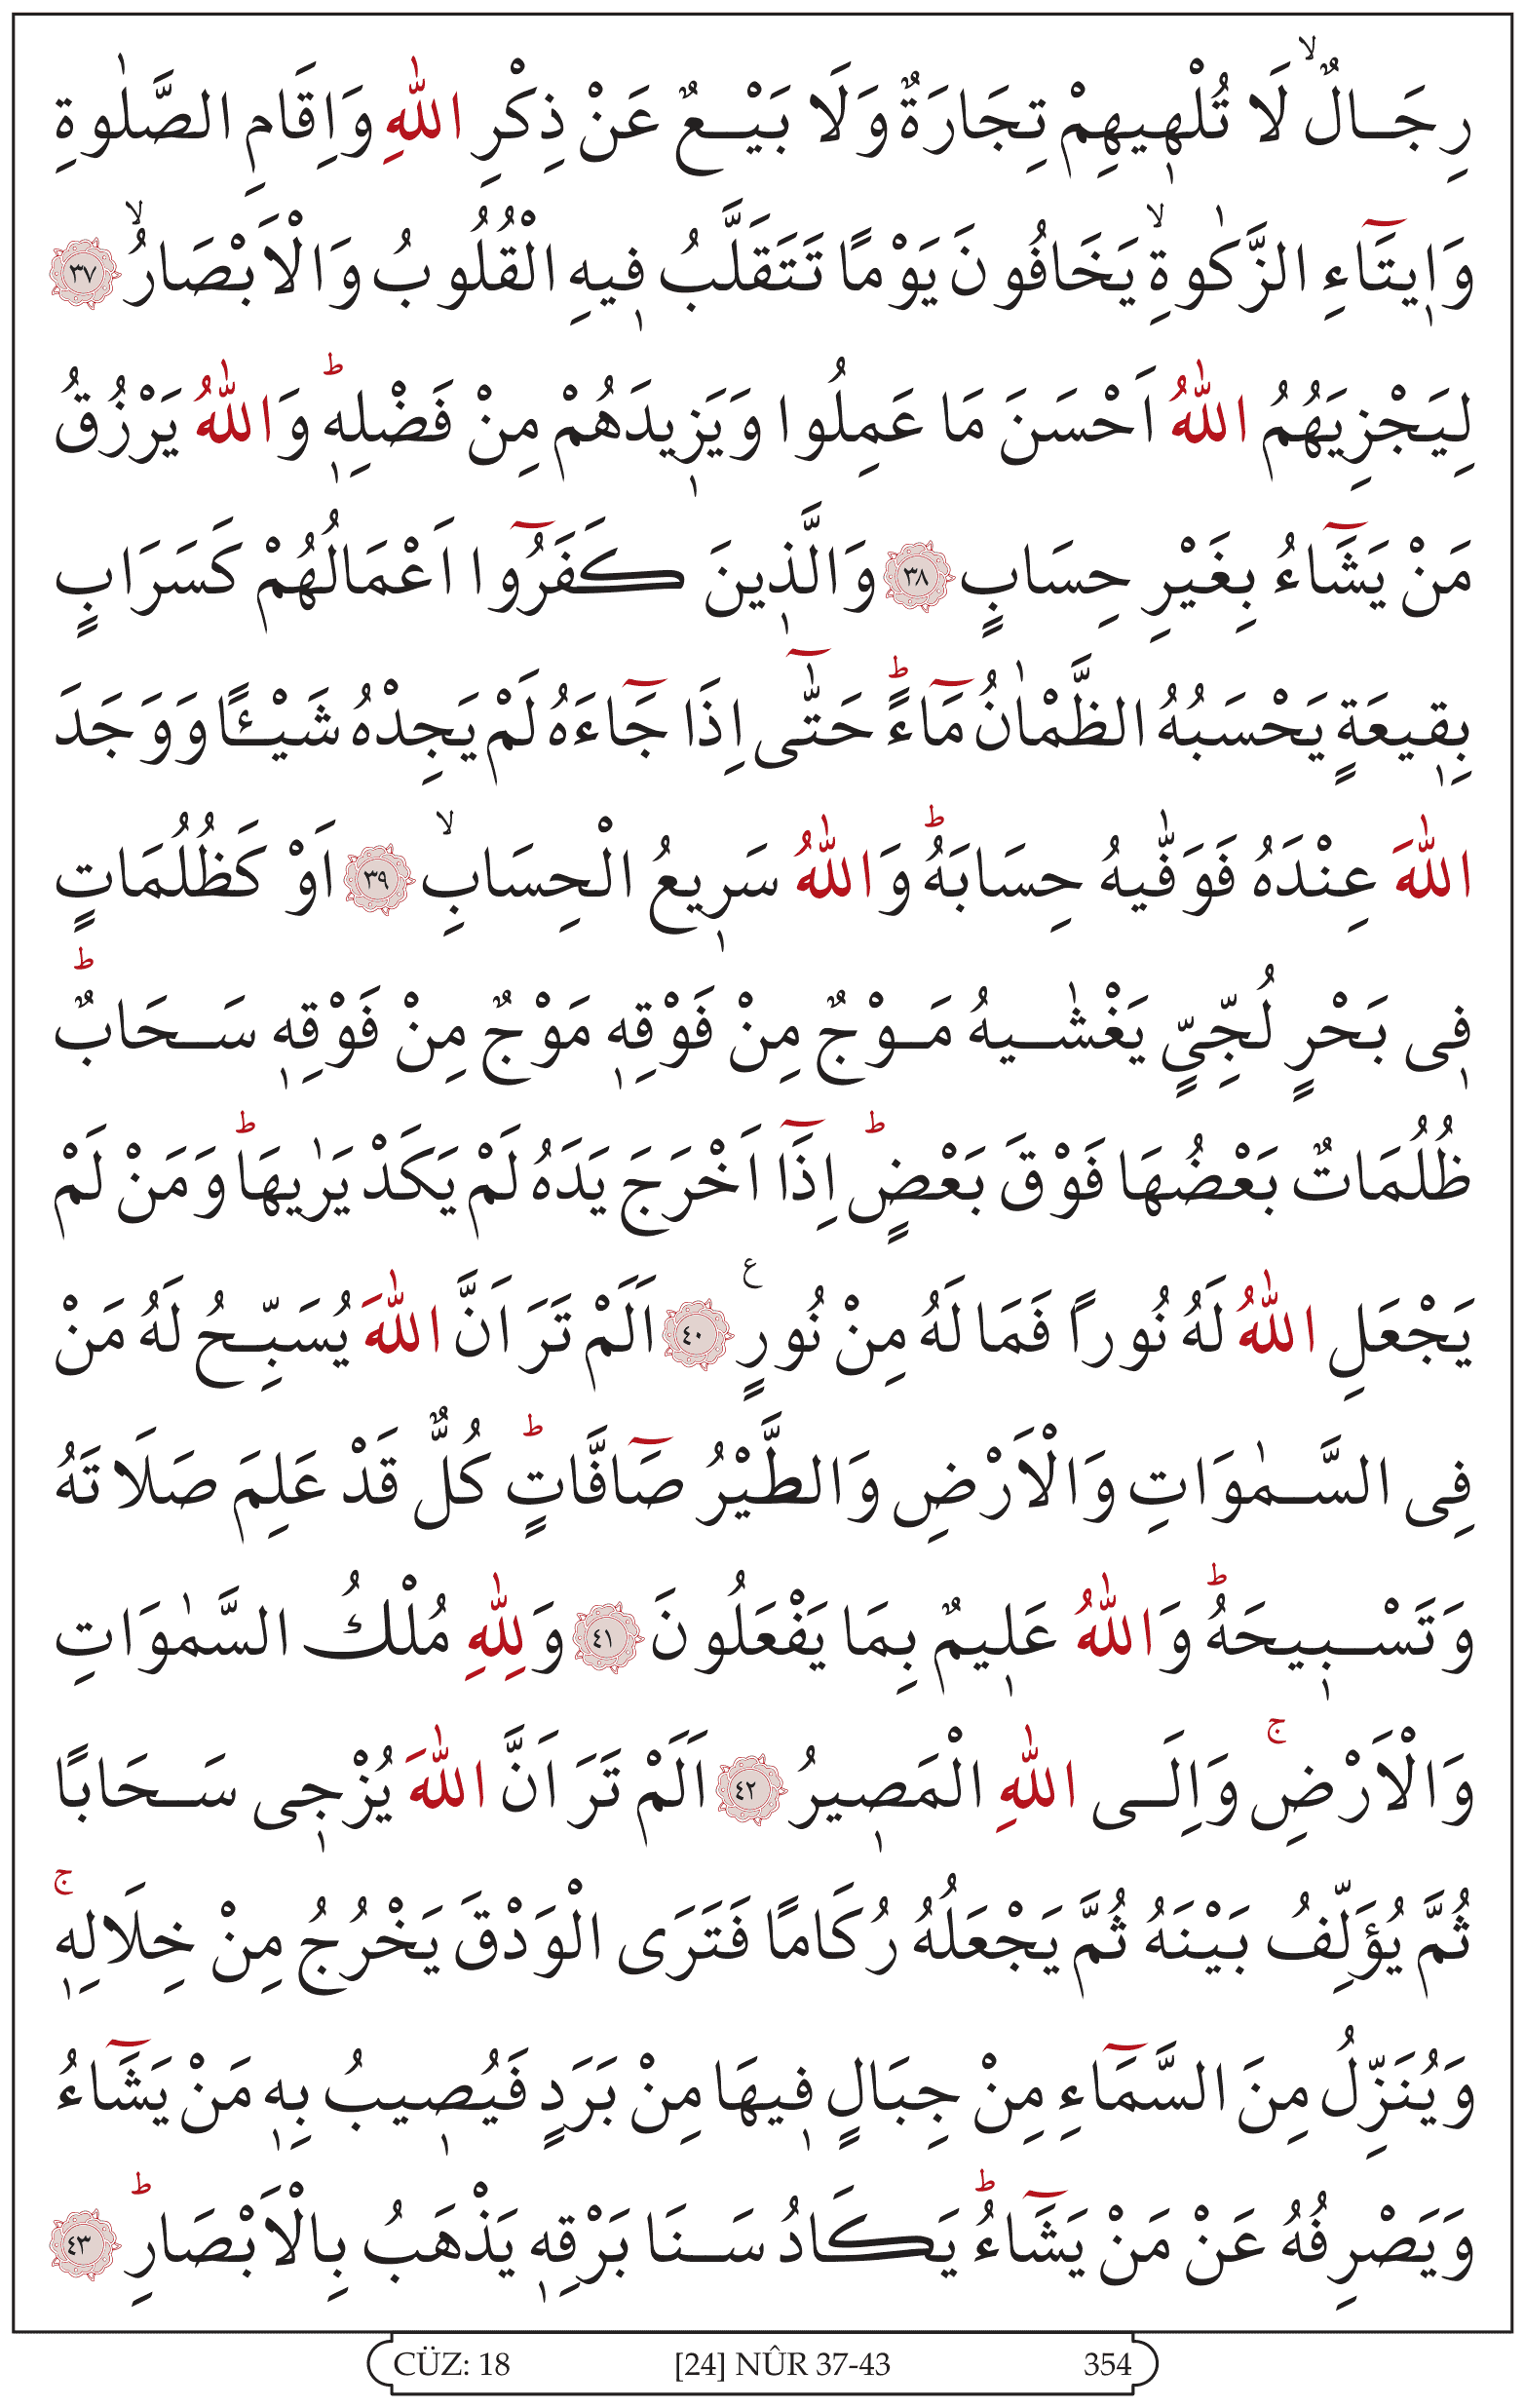 رِجَالٌۙ لَا تُلْهٖيهِمْ تِجَارَةٌ وَلَا بَيْعٌ عَنْ ذِكْرِ اللّٰهِ وَاِقَامِ الصَّلٰوةِ
وَاٖيتَٓاءِ الزَّكٰوةِۙ يَخَافُونَ يَوْمًا تَتَقَلَّبُ فٖيهِ الْقُلُوبُ وَالْاَبْصَارُۙ ﴿٣٧﴾
لِيَجْزِيَهُمُ اللّٰهُ اَحْسَنَ مَا عَمِلُوا وَيَزٖيدَهُمْ مِنْ فَضْلِهٖؕ وَاللّٰهُ يَرْزُقُ
مَنْ يَشَٓاءُ بِغَيْرِ حِسَابٍ ﴿٣٨﴾ وَالَّذٖينَ كَفَرُٓوا اَعْمَالُهُمْ كَسَرَابٍ
بِقٖيعَةٍ يَحْسَبُهُ الظَّمْاٰنُ مَٓاءًؕ حَتّٰٓى اِذَا جَٓاءَهُ لَمْ يَجِدْهُ شَيْـًٔا وَوَجَدَ
اللّٰهَ عِنْدَهُ فَوَفّٰيهُ حِسَابَهُؕ وَاللّٰهُ سَرٖيعُ الْحِسَابِۙ ﴿٣٩﴾ اَوْ كَظُلُمَاتٍ
فٖى بَحْرٍ لُجِّيٍّ يَغْشٰيهُ مَوْجٌ مِنْ فَوْقِهٖ مَوْجٌ مِنْ فَوْقِهٖ سَحَابٌؕ
ظُلُمَاتٌ بَعْضُهَا فَوْقَ بَعْضٍؕ اِذَٓا اَخْرَجَ يَدَهُ لَمْ يَكَدْ يَرٰيهَاؕ وَمَنْ لَمْ
يَجْعَلِ اللّٰهُ لَهُ نُوراً فَمَا لَهُ مِنْ نُورٍ ع ﴿٤٠﴾ اَلَمْ تَرَ اَنَّ اللّٰهَ يُسَبِّحُ لَهُ مَنْ
فِى السَّمٰوَاتِ وَالْاَرْضِ وَالطَّيْرُ صَٓافَّاتٍؕ كُلٌّ قَدْ عَلِمَ صَلَاتَهُ
وَتَسْبٖيحَهُؕ وَاللّٰهُ عَلٖيمٌ بِمَا يَفْعَلُونَ ﴿٤١﴾ وَلِلّٰهِ مُلْكُ السَّمٰوَاتِ
وَالْاَرْضِۚ وَاِلَى اللّٰهِ الْمَصٖيرُ ﴿٤٢﴾ اَلَمْ تَرَ اَنَّ اللّٰهَ يُزْجٖى سَحَابًا
ثُمَّ يُؤَلِّفُ بَيْنَهُ ثُمَّ يَجْعَلُهُ رُكَامًا فَتَرَى الْوَدْقَ يَخْرُجُ مِنْ خِلَالِهٖۚ
وَيُنَزِّلُ مِنَ السَّمَٓاءِ مِنْ جِبَالٍ فٖيهَا مِنْ بَرَدٍ فَيُصٖيبُ بِهٖ مَنْ يَشَٓاءُ
وَيَصْرِفُهُ عَنْ مَنْ يَشَٓاءُؕ يَكَادُ سَنَا بَرْقِهٖ يَذْهَبُ بِالْاَبْصَارِؕ ﴿٤٣﴾
CÜZ: 18 [24] NÛR 37-43 354